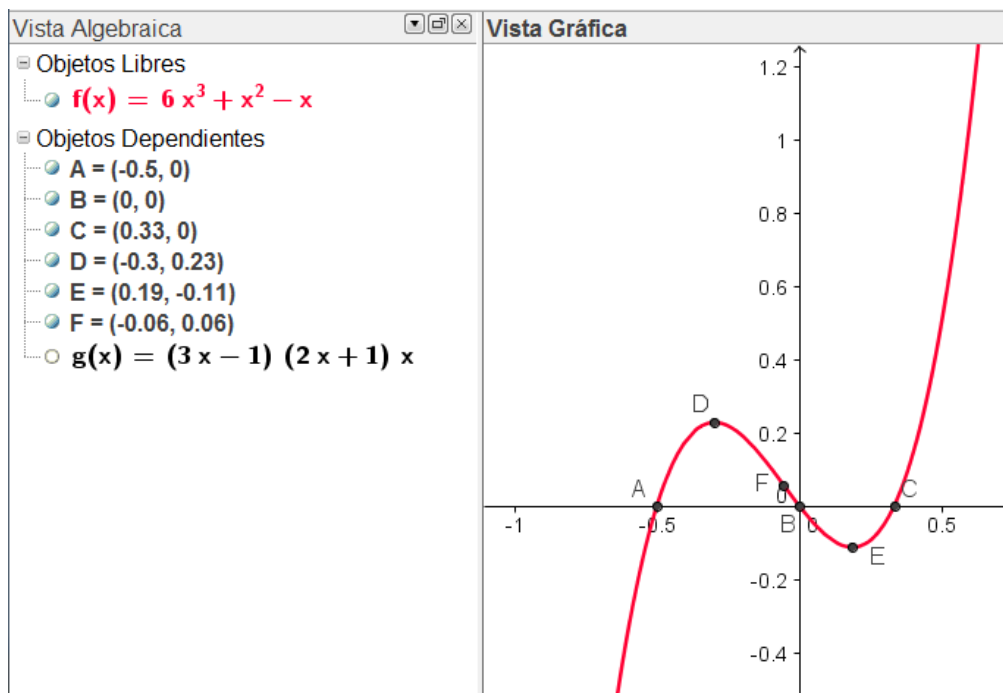 Vista Algebraica
Objetos Libres
f(x) = 6 x³ + x² − x
Objetos Dependientes
A = (-0.5, 0)
B = (0, 0)
C = (0.33, 0)
D = (-0.3, 0.23)
E = (0.19, -0.11)
F = (-0.06, 0.06)
g(x) = (3 x − 1) (2 x + 1) x
Vista Gráfica
1.2
1
0.8
0.6
0.4
D
0.2
F
A
0
C
-1
-0.5
B
0
0.5
E
-0.2
-0.4